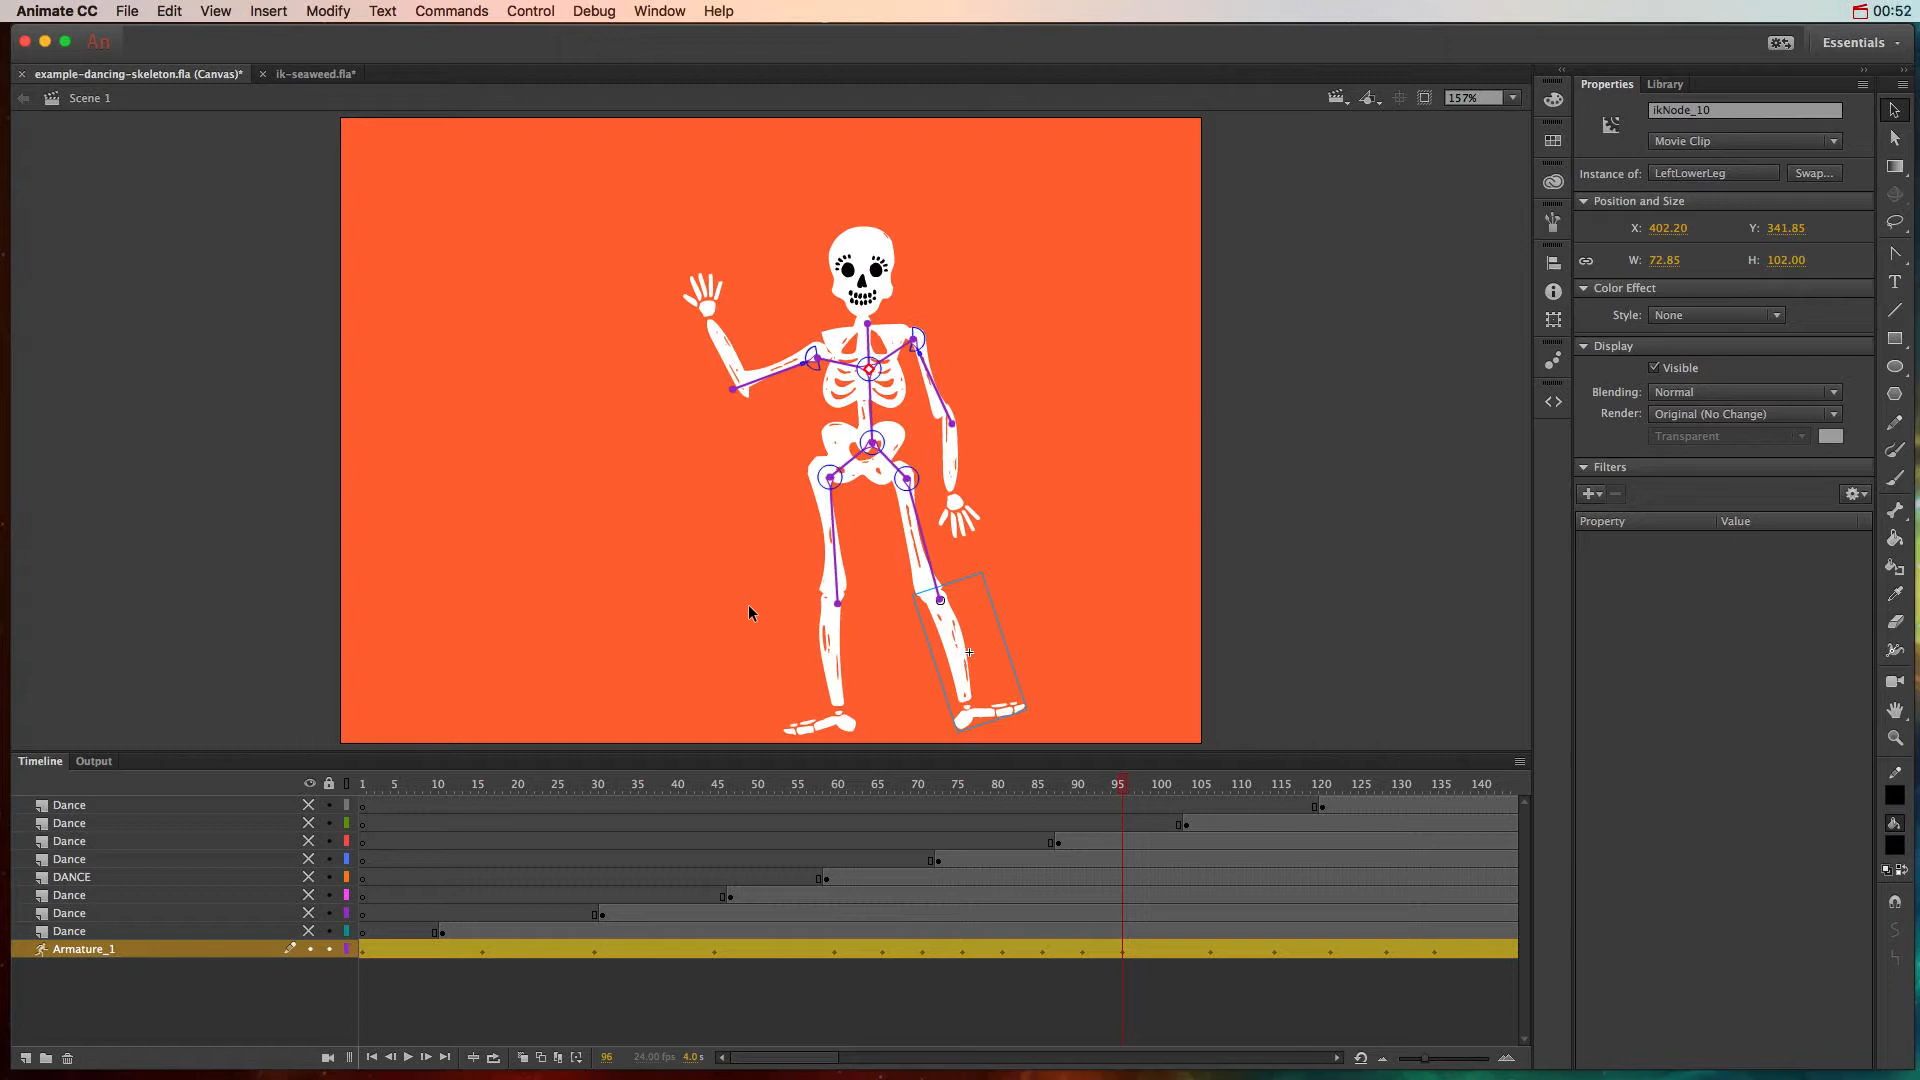 Animate CC File Edit View Insert Modify Text Commands Control Debug Window Help 00:52
An Essentials
example-dancing-skeleton.fla (Canvas)* ik-seaweed.fla*
Scene 1 157%
Properties Library
ikNode_10
Movie Clip
Instance of: LeftLowerLeg Swap...
Position and Size
X: 402.20 Y: 341.85
W: 72.85 H: 102.00
Color Effect
Style: None
Display
Visible
Blending: Normal
Render: Original (No Change)
Transparent
Filters
Property Value
Timeline Output
1 5 10 15 20 25 30 35 40 45 50 55 60 65 70 75 80 85 90 95 100 105 110 115 120 125 130 135 140
Dance
Dance
Dance
Dance
DANCE
Dance
Dance
Dance
Armature_1
96 24.00 fps 4.0 s